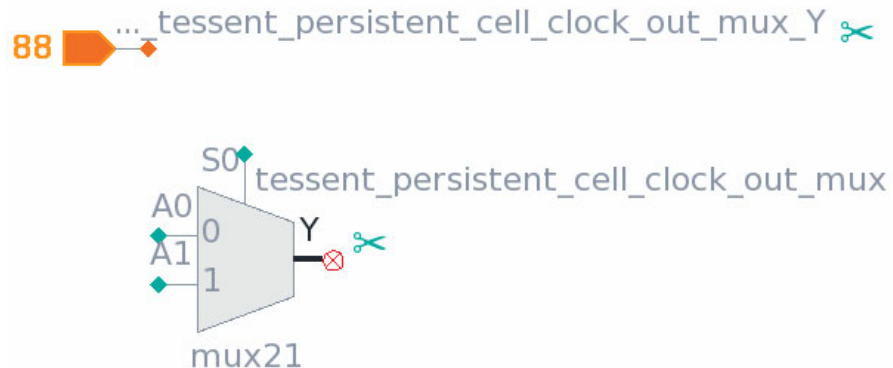 88 ..._tessent_persistent_cell_clock_out_mux_Y
S0
tessent_persistent_cell_clock_out_mux
A0
0
Y
A1
1
mux21